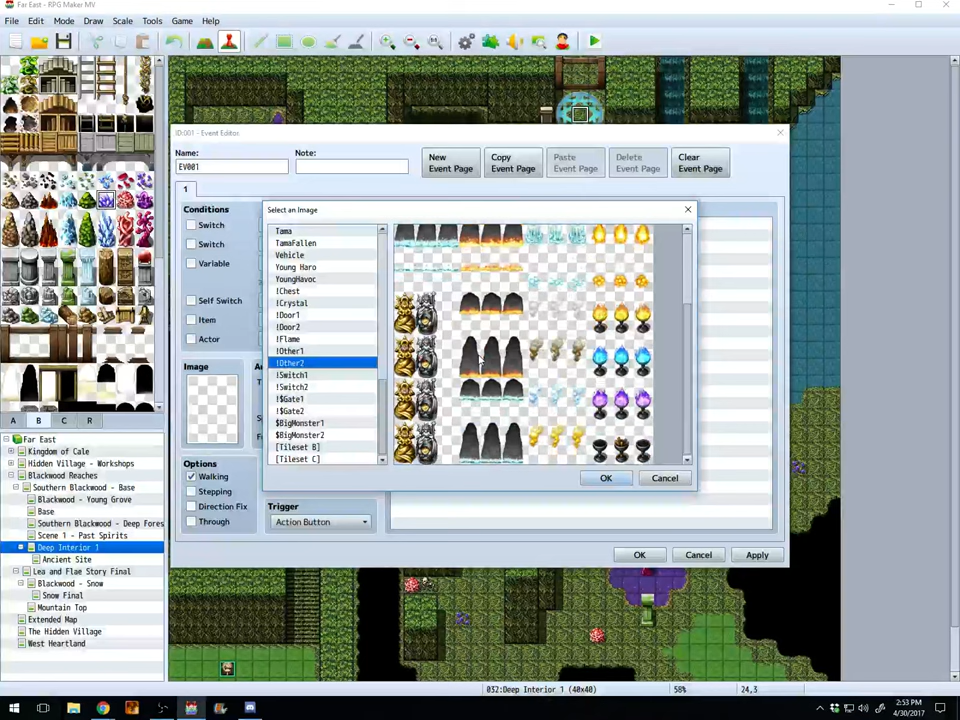 Far East - RPG Maker MV
File Edit Mode Draw Scale Tools Game Help
ID:001 - Event Editor
Name:
Note:
EV001
New Event Page
Copy Event Page
Paste Event Page
Delete Event Page
Clear Event Page
1
Conditions
Switch
Switch
Variable
Self Switch
Item
Actor
Image
Options
Walking
Stepping
Direction Fix
Through
Trigger
Action Button
OK Cancel Apply
Select an Image
Tama
TamaFallen
Vehicle
Young Haro
YoungHavoc
!Chest
!Crystal
!Door1
!Door2
!Flame
!Other1
!Other2
!Switch1
!Switch2
!$Gate1
!$Gate2
$BigMonster1
$BigMonster2
[Tileset B]
[Tileset C]
OK Cancel
A B C R
Far East
Kingdom of Cale
Hidden Village - Workshops
Blackwood Reaches
Southern Blackwood - Base
Blackwood - Young Grove
Base
Southern Blackwood - Deep Fores
Scene 1 - Past Spirits
Deep Interior 1
Ancient Site
Lea and Flae Story Final
Blackwood - Snow
Snow Final
Mountain Top
Extended Map
The Hidden Village
West Heartland
032:Deep Interior 1 (40x40) 58% 24,3
2:53 PM
4/30/2017